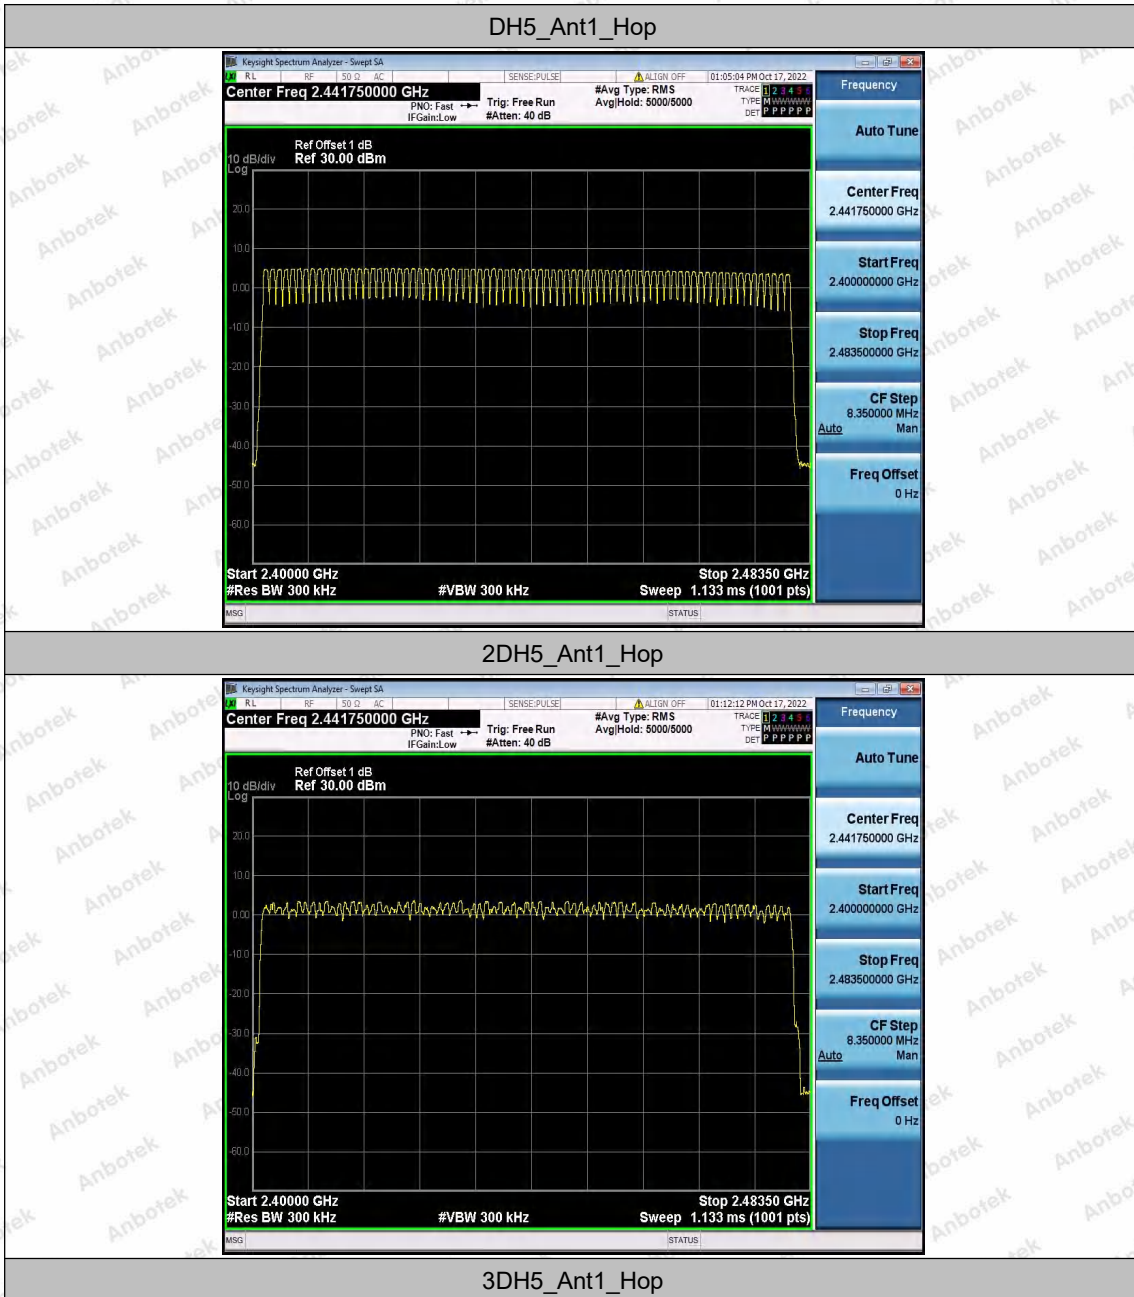 DH5_Ant1_Hop
Keysight Spectrum Analyzer - Swept SA
RL RF 50 Ω AC SENSE:PULSE ALIGN OFF 01:05:04 PM Oct 17, 2022
Center Freq 2.441750000 GHz #Avg Type: RMS TRACE 1 2 3 4 5 6
PNO: Fast Trig: Free Run Avg|Hold: 5000/5000 TYPE M WWWWW
IFGain:Low #Atten: 40 dB DET P P P P P P
Ref Offset 1 dB
10 dB/div Ref 30.00 dBm
Log
20.0
10.0
0.00
-10.0
-20.0
-30.0
-40.0
-50.0
-60.0
Start 2.40000 GHz Stop 2.48350 GHz
#Res BW 300 kHz #VBW 300 kHz Sweep 1.133 ms (1001 pts)
MSG STATUS
Frequency
Auto Tune
Center Freq
2.441750000 GHz
Start Freq
2.400000000 GHz
Stop Freq
2.483500000 GHz
CF Step
8.350000 MHz
Auto Man
Freq Offset
0 Hz
2DH5_Ant1_Hop
Keysight Spectrum Analyzer - Swept SA
RL RF 50 Ω AC SENSE:PULSE ALIGN OFF 01:12:12 PM Oct 17, 2022
Center Freq 2.441750000 GHz #Avg Type: RMS TRACE 1 2 3 4 5 6
PNO: Fast Trig: Free Run Avg|Hold: 5000/5000 TYPE M WWWWW
IFGain:Low #Atten: 40 dB DET P P P P P P
Ref Offset 1 dB
10 dB/div Ref 30.00 dBm
Log
20.0
10.0
0.00
-10.0
-20.0
-30.0
-40.0
-50.0
-60.0
Start 2.40000 GHz Stop 2.48350 GHz
#Res BW 300 kHz #VBW 300 kHz Sweep 1.133 ms (1001 pts)
MSG STATUS
Frequency
Auto Tune
Center Freq
2.441750000 GHz
Start Freq
2.400000000 GHz
Stop Freq
2.483500000 GHz
CF Step
8.350000 MHz
Auto Man
Freq Offset
0 Hz
3DH5_Ant1_Hop